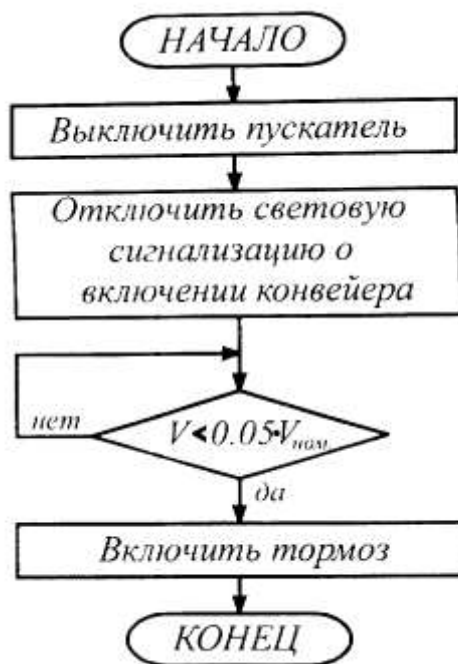 НАЧАЛО
Выключить пускатель
Отключить световую
сигнализацию о
включении конвейера
нет
V<0.05·Vном
да
Включить тормоз
КОНЕЦ